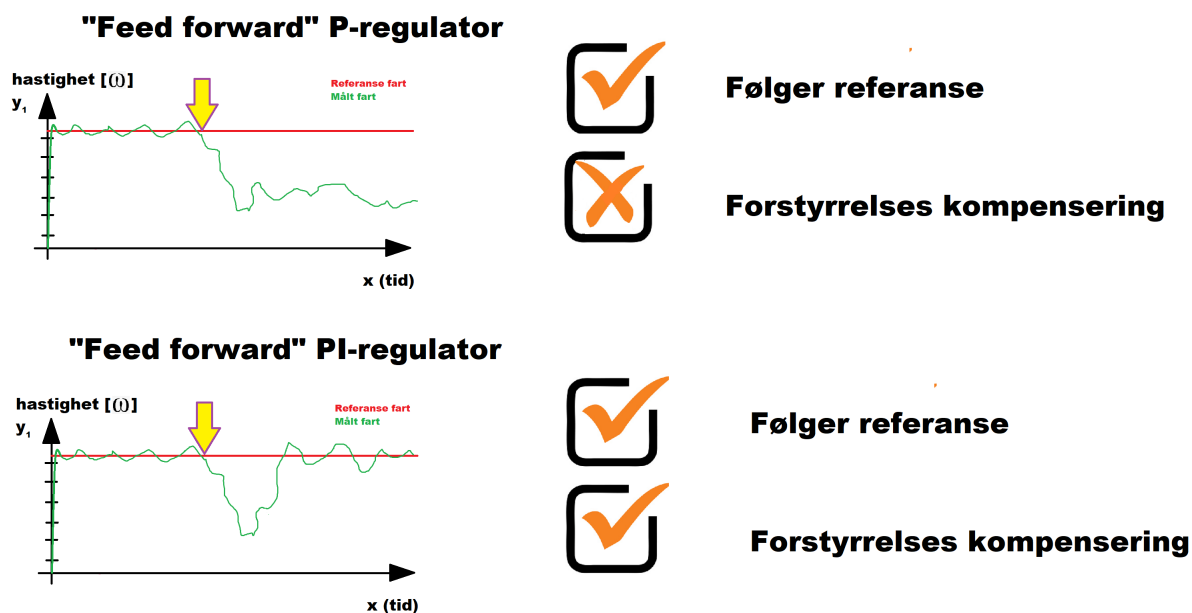 "Feed forward" P-regulator
hastighet [ω]
y1
Referanse fart
Målt fart
x (tid)
Følger referanse
Forstyrrelses kompensering
"Feed forward" PI-regulator
hastighet [ω]
y1
Referanse fart
Målt fart
x (tid)
Følger referanse
Forstyrrelses kompensering